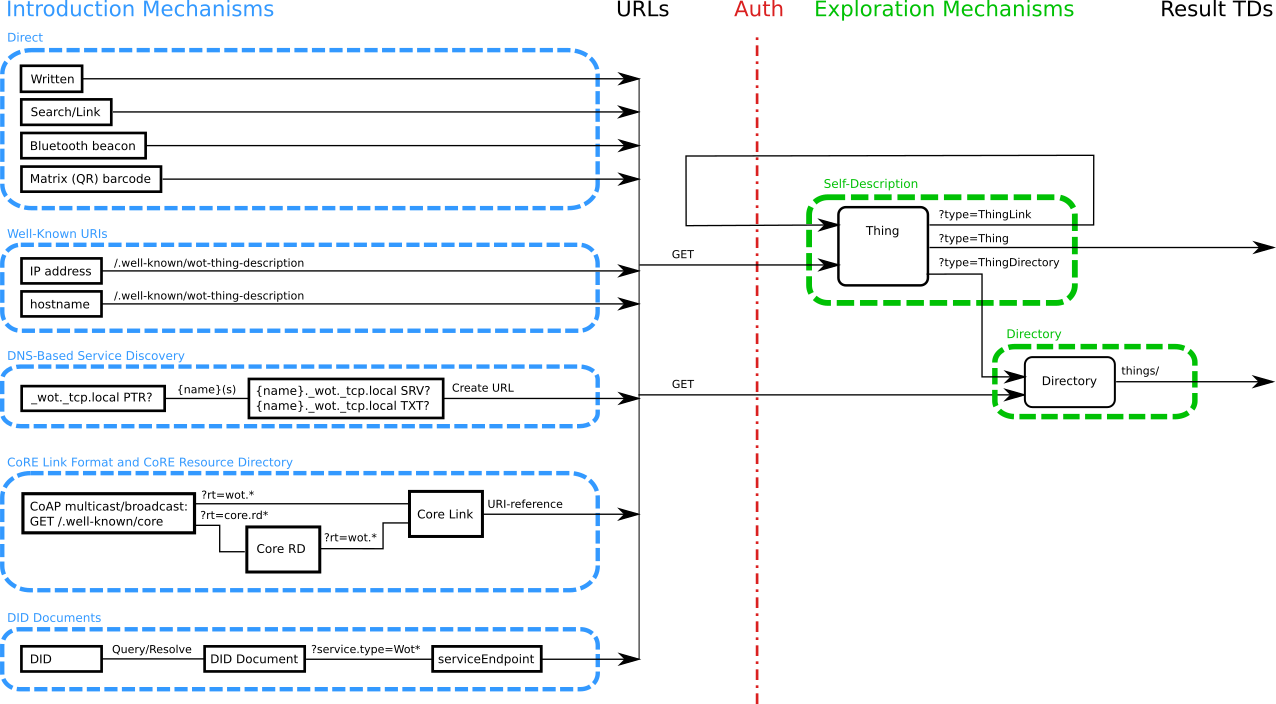 Introduction Mechanisms
URLs
Auth
Exploration Mechanisms
Result TDs
Direct
Written
Search/Link
Bluetooth beacon
Matrix (QR) barcode
Well-Known URIs
IP address
/.well-known/wot-thing-description
hostname
/.well-known/wot-thing-description
DNS-Based Service Discovery
_wot._tcp.local PTR?
{name}(s)
{name}._wot._tcp.local SRV?
{name}._wot._tcp.local TXT?
Create URL
CoRE Link Format and CoRE Resource Directory
CoAP multicast/broadcast:
GET /.well-known/core
?rt=wot.*
?rt=core.rd*
Core RD
?rt=wot.*
Core Link
URI-reference
DID Documents
DID
Query/Resolve
DID Document
?service.type=Wot*
serviceEndpoint
GET
GET
Self-Description
Thing
?type=ThingLink
?type=Thing
?type=ThingDirectory
Directory
Directory
things/